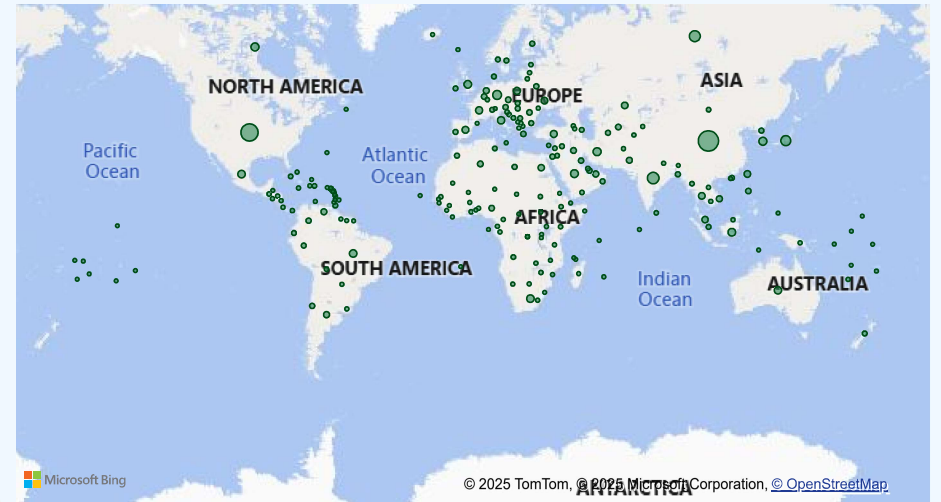 NORTH AMERICA
ASIA
EUROPE
Pacific
Ocean
Atlantic
Ocean
AFRICA
SOUTH AMERICA
Indian
Ocean
AUSTRALIA
Microsoft Bing
© 2025 TomTom, © 2025 Microsoft Corporation, © OpenStreetMap
ANTARCTICA